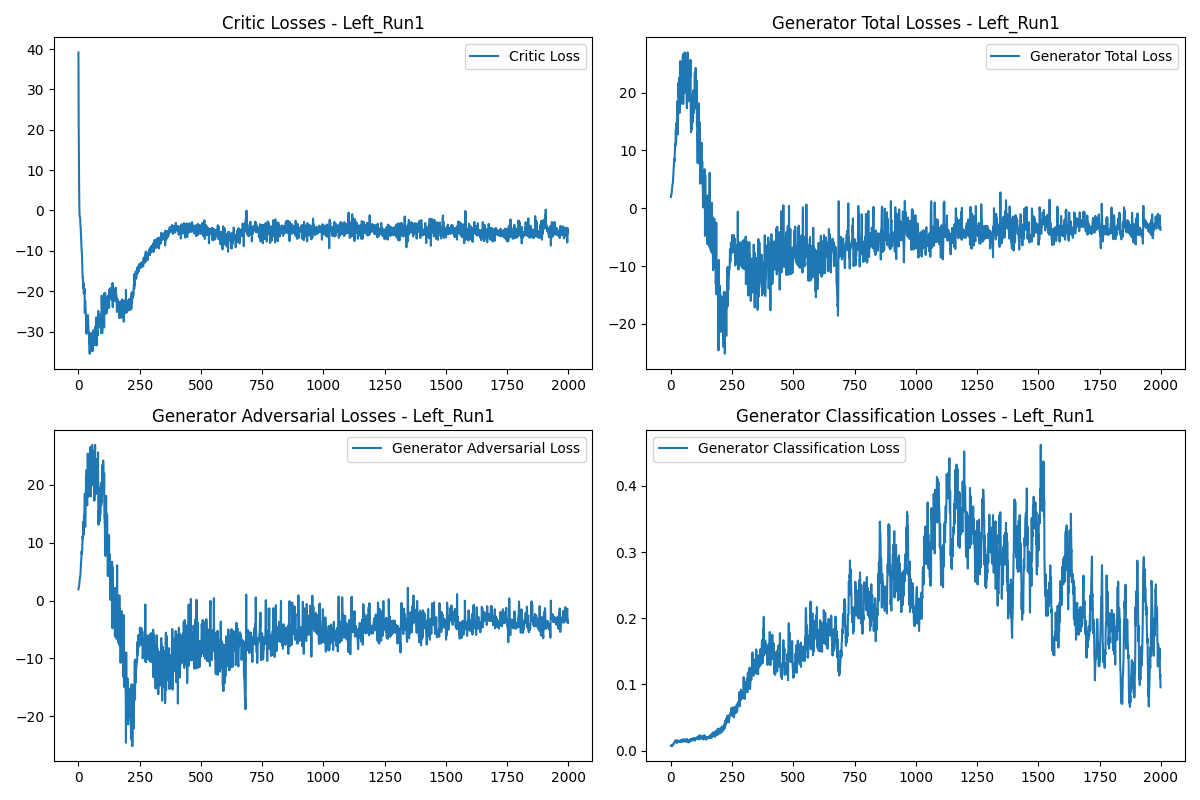 Critic Losses - Left_Run1
Critic Loss
40
30
20
10
0
−10
−20
−30
0 250 500 750 1000 1250 1500 1750 2000
Generator Total Losses - Left_Run1
Generator Total Loss
20
10
0
−10
−20
0 250 500 750 1000 1250 1500 1750 2000
Generator Adversarial Losses - Left_Run1
Generator Adversarial Loss
20
10
0
−10
−20
0 250 500 750 1000 1250 1500 1750 2000
Generator Classification Losses - Left_Run1
Generator Classification Loss
0.4
0.3
0.2
0.1
0.0
0 250 500 750 1000 1250 1500 1750 2000